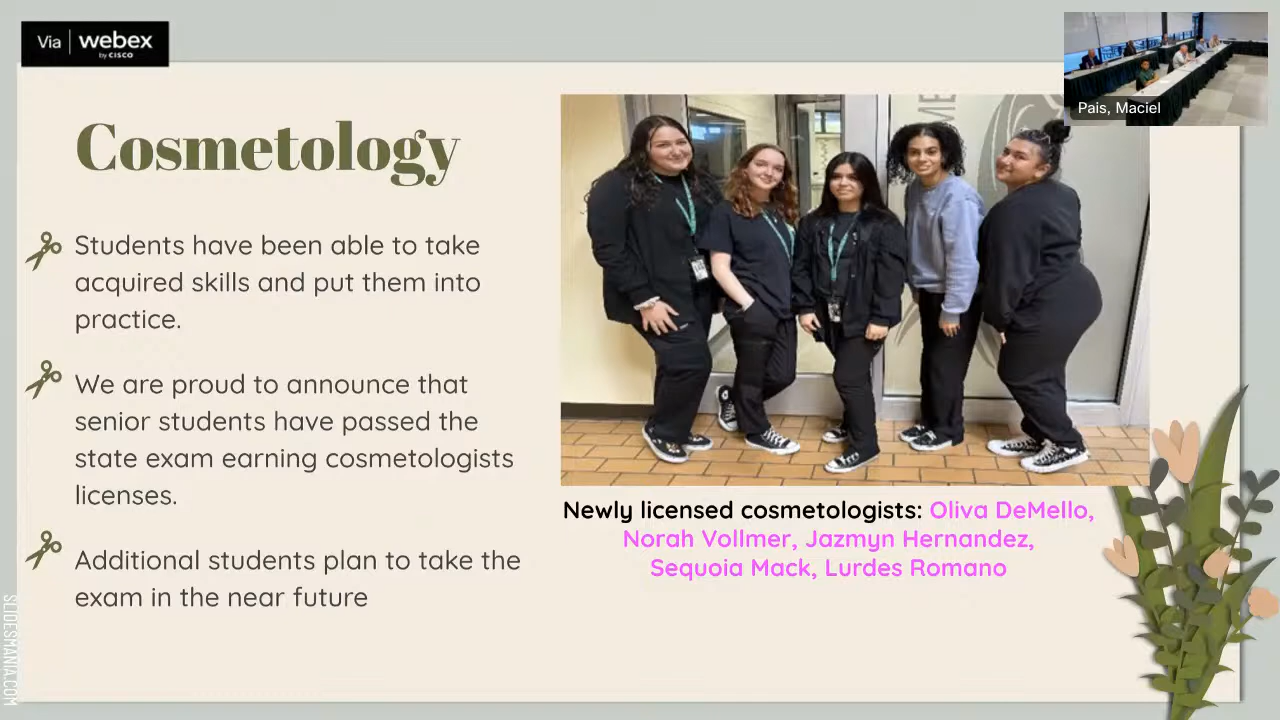 Via webex
by CISCO
Pais, Maciel
Cosmetology
Students have been able to take
acquired skills and put them into
practice.
We are proud to announce that
senior students have passed the
state exam earning cosmetologists
licenses.
Additional students plan to take the
exam in the near future
ME
Newly licensed cosmetologists: Oliva DeMello,
Norah Vollmer, Jazmyn Hernandez,
Sequoia Mack, Lurdes Romano
SLIDESMANIA.COM